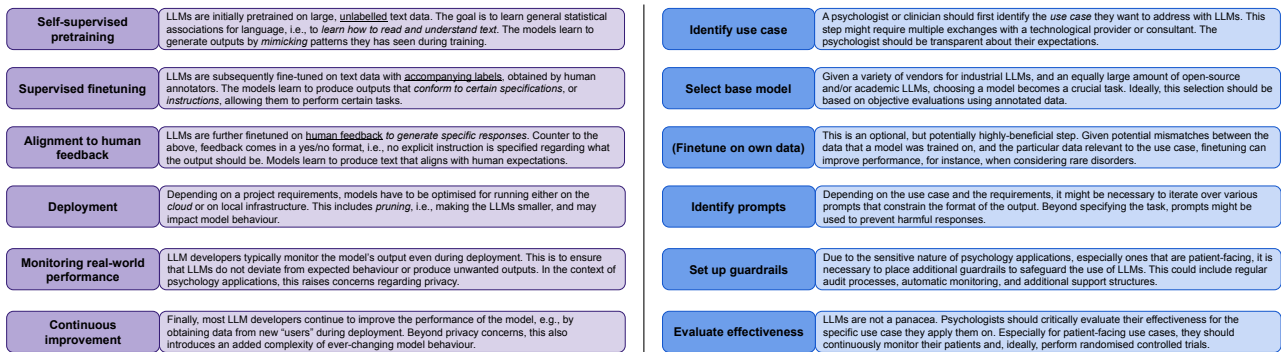 Self-supervised
pretraining
LLMs are initially pretrained on large, unlabelled text data. The goal is to learn general statistical
associations for language, i.e., to learn how to read and understand text. The models learn to
generate outputs by mimicking patterns they has seen during training.
Supervised finetuning
LLMs are subsequently fine-tuned on text data with accompanying labels, obtained by human
annotators. The models learn to produce outputs that conform to certain specifications, or
instructions, allowing them to perform certain tasks.
Alignment to human
feedback
LLMs are further finetuned on human feedback to generate specific responses. Counter to the
above, feedback comes in a yes/no format, i.e., no explicit instruction is specified regarding what
the output should be. Models learn to produce text that aligns with human expectations.
Deployment
Depending on a project requirements, models have to be optimised for running either on the
cloud or on local infrastructure. This includes pruning, i.e., making the LLMs smaller, and may
impact model behaviour.
Monitoring real-world
performance
LLM developers typically monitor the model's output even during deployment. This is to ensure
that LLMs do not deviate from expected behaviour or produce unwanted outputs. In the context of
psychology applications, this raises concerns regarding privacy.
Continuous
improvement
Finally, most LLM developers continue to improve the performance of the model, e.g., by
obtaining data from new "users" during deployment. Beyond privacy concerns, this also
introduces an added complexity of ever-changing model behaviour.
Identify use case
A psychologist or clinician should first identify the use case they want to address with LLMs. This
step might require multiple exchanges with a technological provider or consultant. The
psychologist should be transparent about their expectations.
Select base model
Given a variety of vendors for industrial LLMs, and an equally large amount of open-source
and/or academic LLMs, choosing a model becomes a crucial task. Ideally, this selection should be
based on objective evaluations using annotated data.
(Finetune on own data)
This is an optional, but potentially highly-beneficial step. Given potential mismatches between the
data that a model was trained on, and the particular data relevant to the use case, finetuning can
improve performance, for instance, when considering rare disorders.
Identify prompts
Depending on the use case and the requirements, it might be necessary to iterate over various
prompts that constrain the format of the output. Beyond specifying the task, prompts might be
used to prevent harmful responses.
Set up guardrails
Due to the sensitive nature of psychology applications, especially ones that are patient-facing, it is
necessary to place additional guardrails to safeguard the use of LLMs. This could include regular
audit processes, automatic monitoring, and additional support structures.
Evaluate effectiveness
LLMs are not a panacea. Psychologists should critically evaluate their effectiveness for the
specific use case they apply them on. Especially for patient-facing use cases, they should
continuously monitor their patients and, ideally, perform randomised controlled trials.